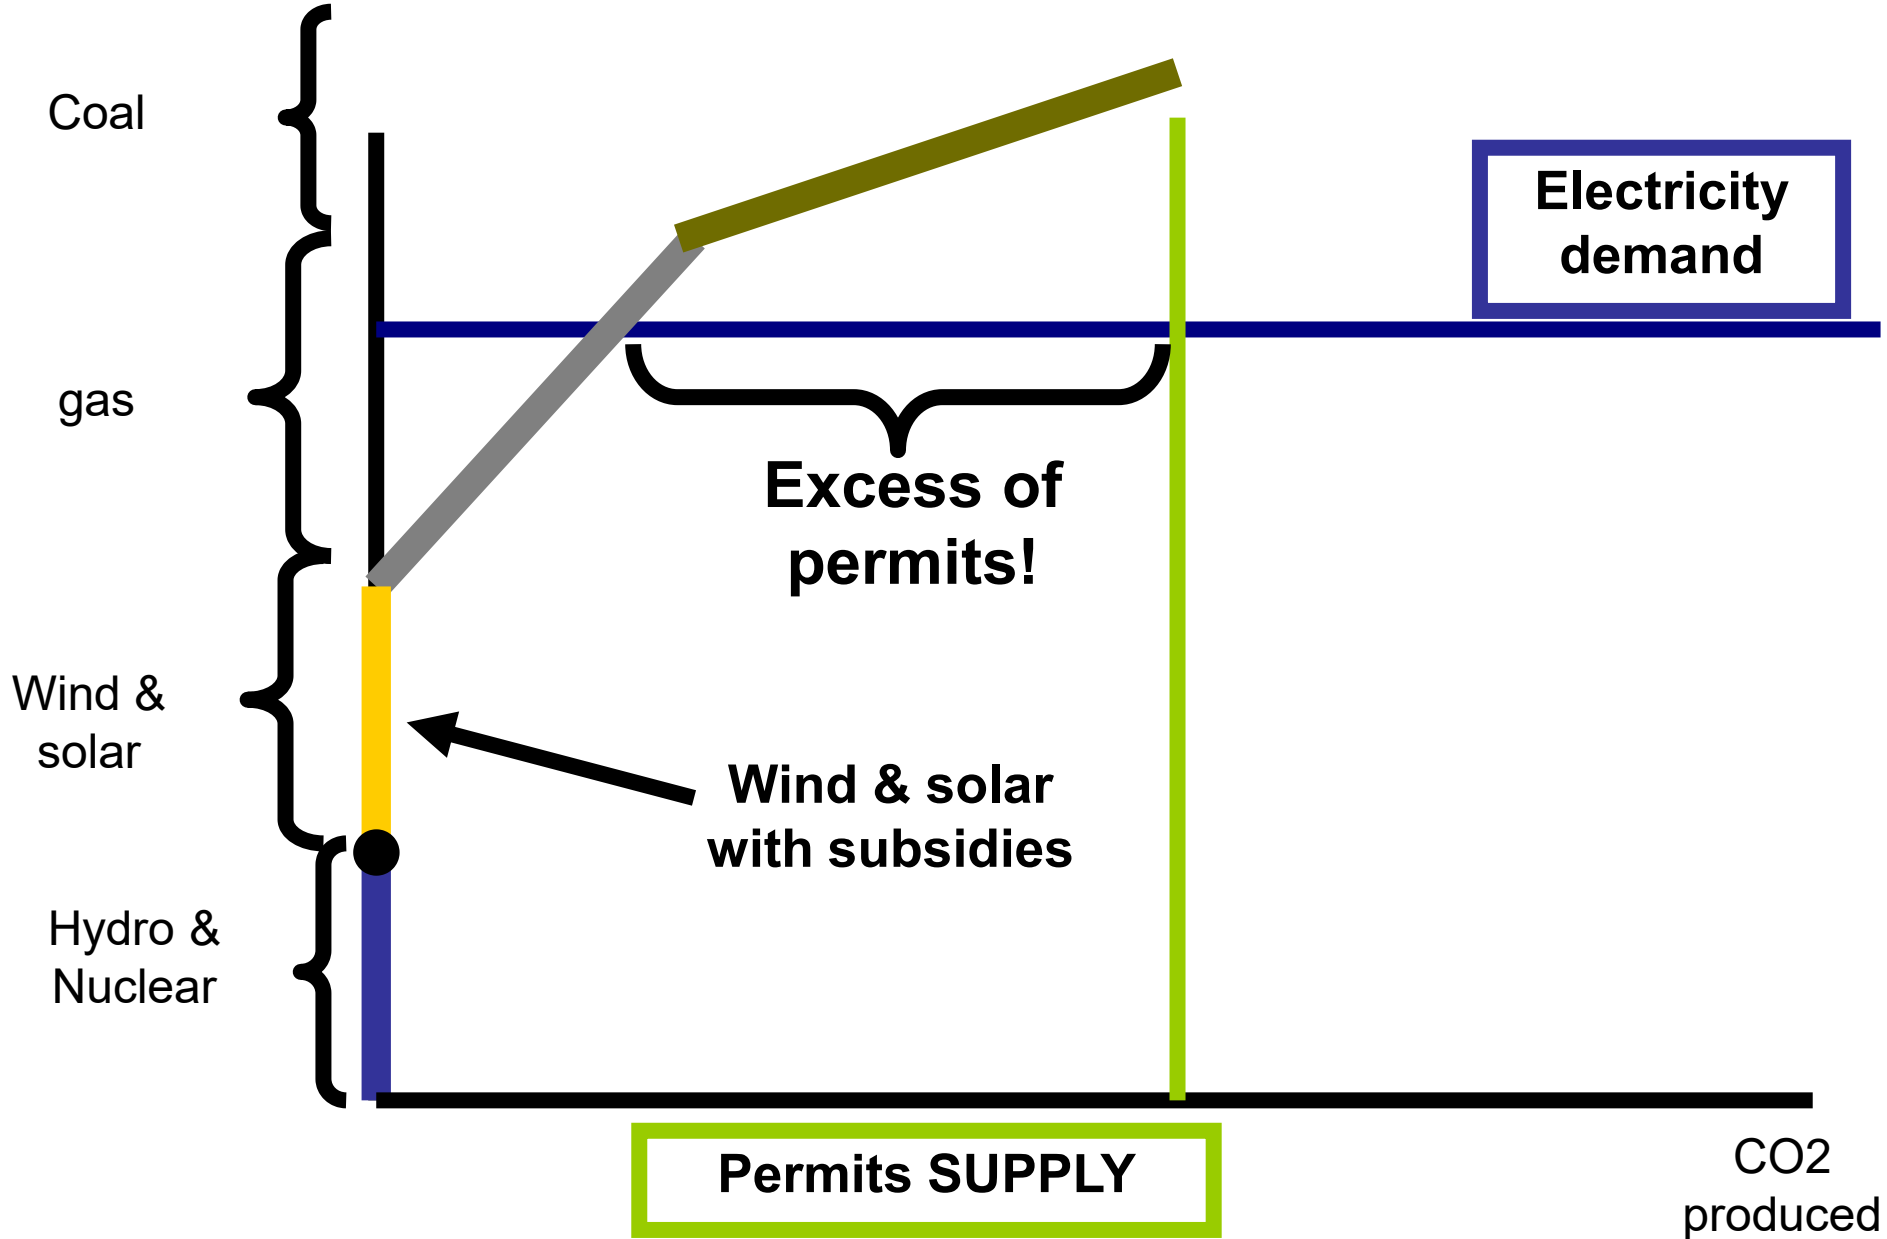 Coal
Electricity
demand
gas
Excess of
permits!
Wind &
solar
Wind & solar
with subsidies
Hydro &
Nuclear
Permits SUPPLY
CO2
produced